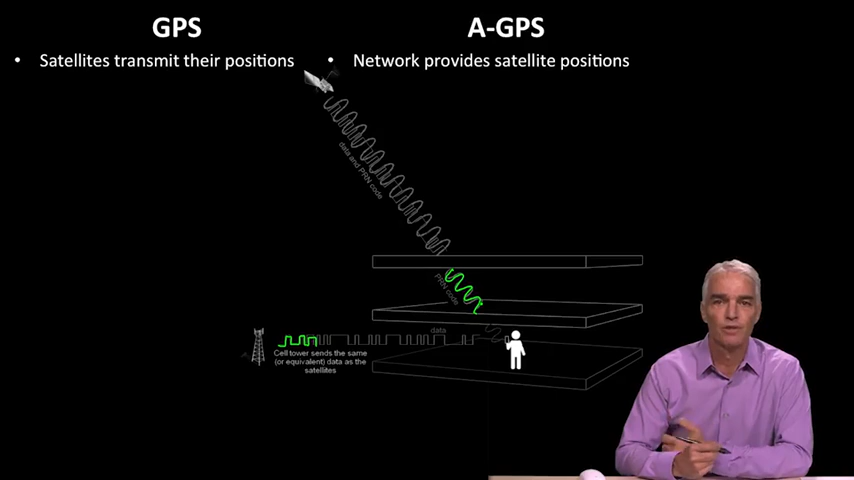 GPS
A-GPS
• Satellites transmit their positions
• Network provides satellite positions
data and PRN code
PRN code
data
Cell tower sends the same
(or equivalent) data as the
satellites